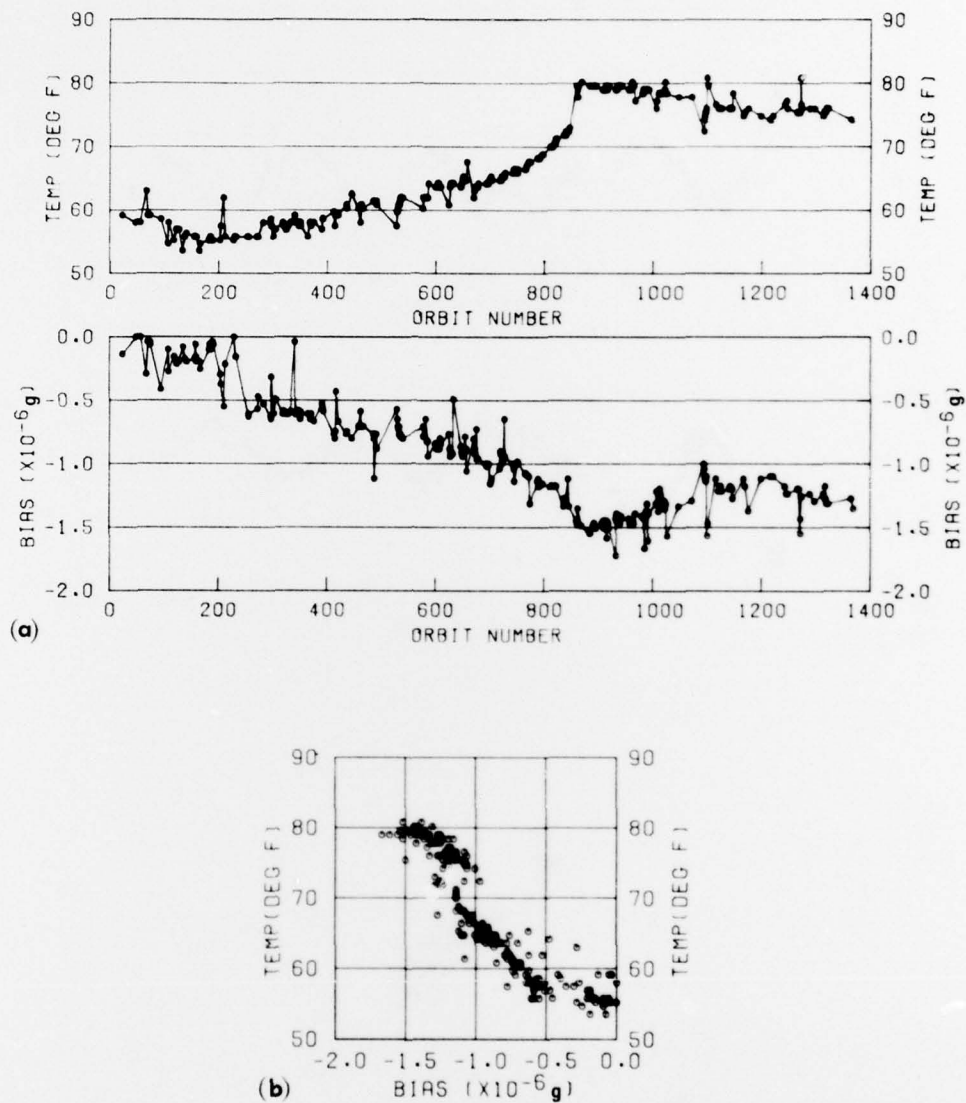 90
80
70
60
50
TEMP (DEG F)
90
80
70
60
50
TEMP (DEG F)
0 200 400 600 800 1000 1200 1400
ORBIT NUMBER
0.0
-0.5
-1.0
-1.5
-2.0
BIAS (X10-6g)
0.0
-0.5
-1.0
-1.5
-2.0
BIAS (X10-6g)
0 200 400 600 800 1000 1200 1400
ORBIT NUMBER
(a)
90
80
70
60
50
TEMP(DEG F)
90
80
70
60
50
TEMP(DEG F)
-2.0 -1.5 -1.0 -0.5 0.0
BIAS (X10-6g)
(b)